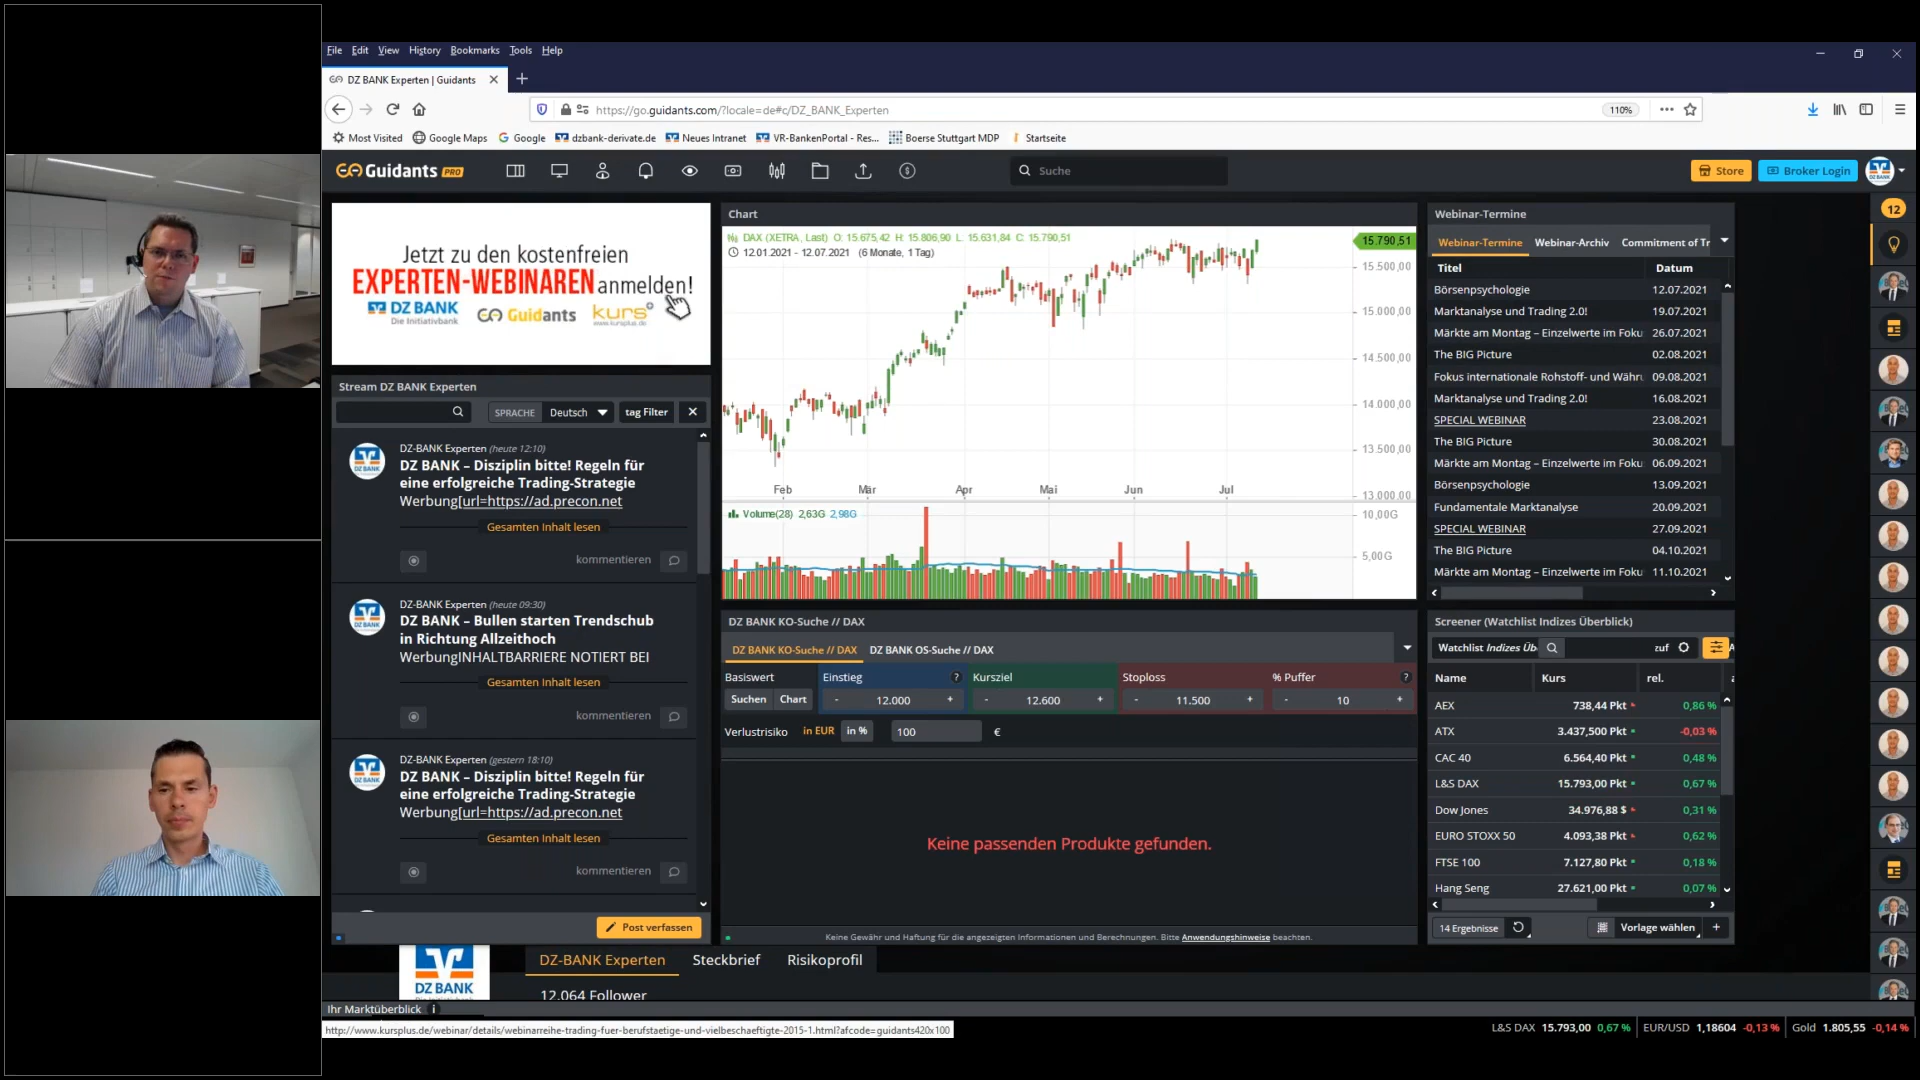 File Edit View History Bookmarks Tools Help
DZ BANK Experten | Guidants
https://go.guidants.com/?locale=de#c/DZ_BANK_Experten
110%
Most Visited Google Maps Google dzbank-derivate.de Neues Intranet VR-BankenPortal - Res... Boerse Stuttgart MDP Startseite
Guidants PRO
Suche
Store
Broker Login
12
Jetzt zu den kostenfreien
EXPERTEN-WEBINAREN anmelden!
DZ BANK
Die Initiativbank
Guidants
kurs
www.kursplus.de
Stream DZ BANK Experten
SPRACHE Deutsch tag Filter
DZ-BANK Experten (heute 12:10)
DZ BANK – Disziplin bitte! Regeln für
eine erfolgreiche Trading-Strategie
Werbung[url=https://ad.precon.net
Gesamten Inhalt lesen
kommentieren
DZ-BANK Experten (heute 09:30)
DZ BANK – Bullen starten Trendschub
in Richtung Allzeithoch
WerbungINHALTBARRIERE NOTIERT BEI
Gesamten Inhalt lesen
kommentieren
DZ-BANK Experten (gestern 18:10)
DZ BANK – Disziplin bitte! Regeln für
eine erfolgreiche Trading-Strategie
Werbung[url=https://ad.precon.net
Gesamten Inhalt lesen
kommentieren
Post verfassen
Chart
DAX (XETRA, Last) O: 15.675,42 H: 15.806,90 L: 15.631,84 C: 15.790,51
12.01.2021 - 12.07.2021 (6 Monate, 1 Tag)
15.790,51
15.500,00
15.000,00
14.500,00
14.000,00
13.500,00
13.000,00
Feb Mär Apr Mai Jun Jul
Volume(28) 2,63G 2,98G
10,00G
5,00G
DZ BANK KO-Suche // DAX
DZ BANK KO-Suche // DAX DZ BANK OS-Suche // DAX
Basiswert Einstieg ? Kursziel Stoploss % Puffer ?
Suchen Chart - 12.000 + - 12.600 + - 11.500 + - 10 +
Verlustrisiko in EUR in % 100 €
Keine passenden Produkte gefunden.
Keine Gewähr und Haftung für die angezeigten Informationen und Berechnungen. Bitte Anwendungshinweise beachten.
Webinar-Termine
Webinar-Termine Webinar-Archiv Commitment of Tr
Titel Datum
Börsenpsychologie 12.07.2021
Marktanalyse und Trading 2.0! 19.07.2021
Märkte am Montag – Einzelwerte im Foku 26.07.2021
The BIG Picture 02.08.2021
Fokus internationale Rohstoff- und Währu 09.08.2021
Marktanalyse und Trading 2.0! 16.08.2021
SPECIAL WEBINAR 23.08.2021
The BIG Picture 30.08.2021
Märkte am Montag – Einzelwerte im Foku 06.09.2021
Börsenpsychologie 13.09.2021
Fundamentale Marktanalyse 20.09.2021
SPECIAL WEBINAR 27.09.2021
The BIG Picture 04.10.2021
Märkte am Montag – Einzelwerte im Foku 11.10.2021
Screener (Watchlist Indizes Überblick)
Watchlist Indizes Üb zuf
Name Kurs rel.
AEX 738,44 Pkt 0,86 %
ATX 3.437,500 Pkt -0,03 %
CAC 40 6.564,40 Pkt 0,48 %
L&S DAX 15.793,00 Pkt 0,67 %
Dow Jones 34.976,88 $ 0,31 %
EURO STOXX 50 4.093,38 Pkt 0,62 %
FTSE 100 7.127,80 Pkt 0,18 %
Hang Seng 27.621,00 Pkt 0,07 %
14 Ergebnisse Vorlage wählen +
DZ BANK
DZ-BANK Experten Steckbrief Risikoprofil
12.064 Follower
Ihr Marktüberblick i
http://www.kursplus.de/webinar/details/webinarreihe-trading-fuer-berufstaetige-und-vielbeschaeftigte-2015-1.html?afcode=guidants420x100
L&S DAX 15.793,00 0,67 % EUR/USD 1,18604 -0,13 % Gold 1.805,55 -0,14 %